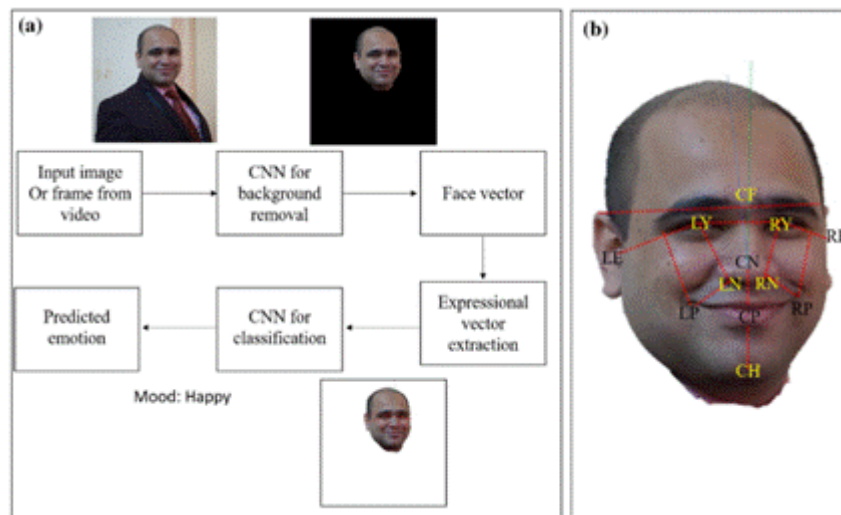 (a)
Input image
Or frame from
video
CNN for
background
removal
Face vector
Predicted
emotion
CNN for
classification
Expressional
vector
extraction
Mood: Happy
(b)
CF
LY
RY
LE
CN
LN
RN
LP
CP
RP
CH